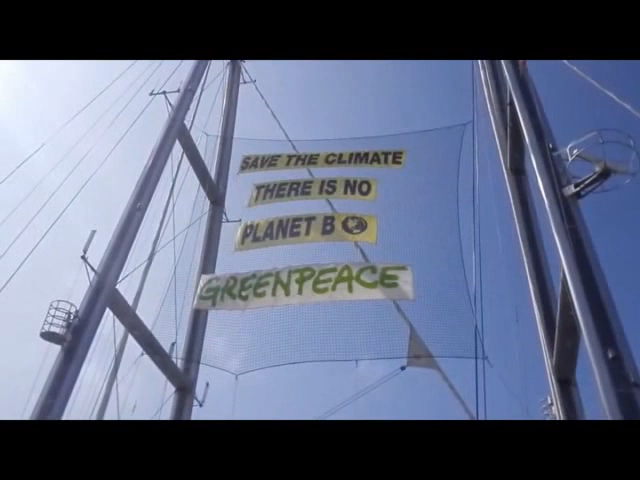 SAVE THE CLIMATE
THERE IS NO
PLANET B
GREENPEACE